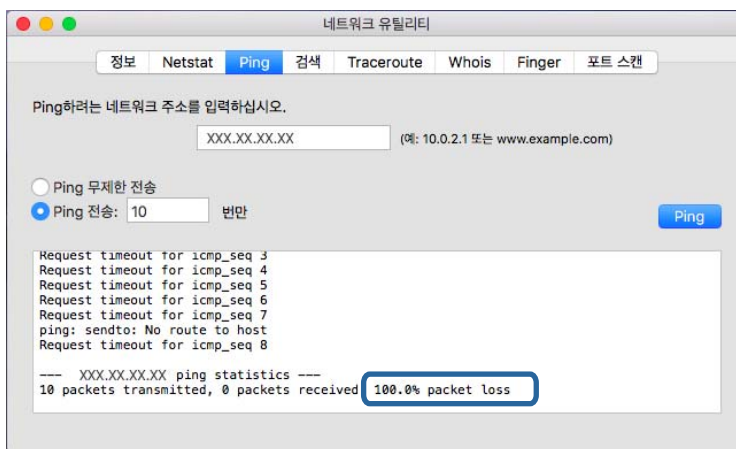 네트워크 유틸리티
정보 Netstat Ping 검색 Traceroute Whois Finger 포트 스캔
Ping하려는 네트워크 주소를 입력하십시오.
XXX.XX.XX.XX (예: 10.0.2.1 또는 www.example.com)
Ping 무제한 전송
Ping 전송: 10 번만
Ping
Request timeout for icmp_seq 3
Request timeout for icmp_seq 4
Request timeout for icmp_seq 5
Request timeout for icmp_seq 6
Request timeout for icmp_seq 7
ping: sendto: No route to host
Request timeout for icmp_seq 8
--- XXX.XX.XX.XX ping statistics ---
10 packets transmitted, 0 packets received 100.0% packet loss